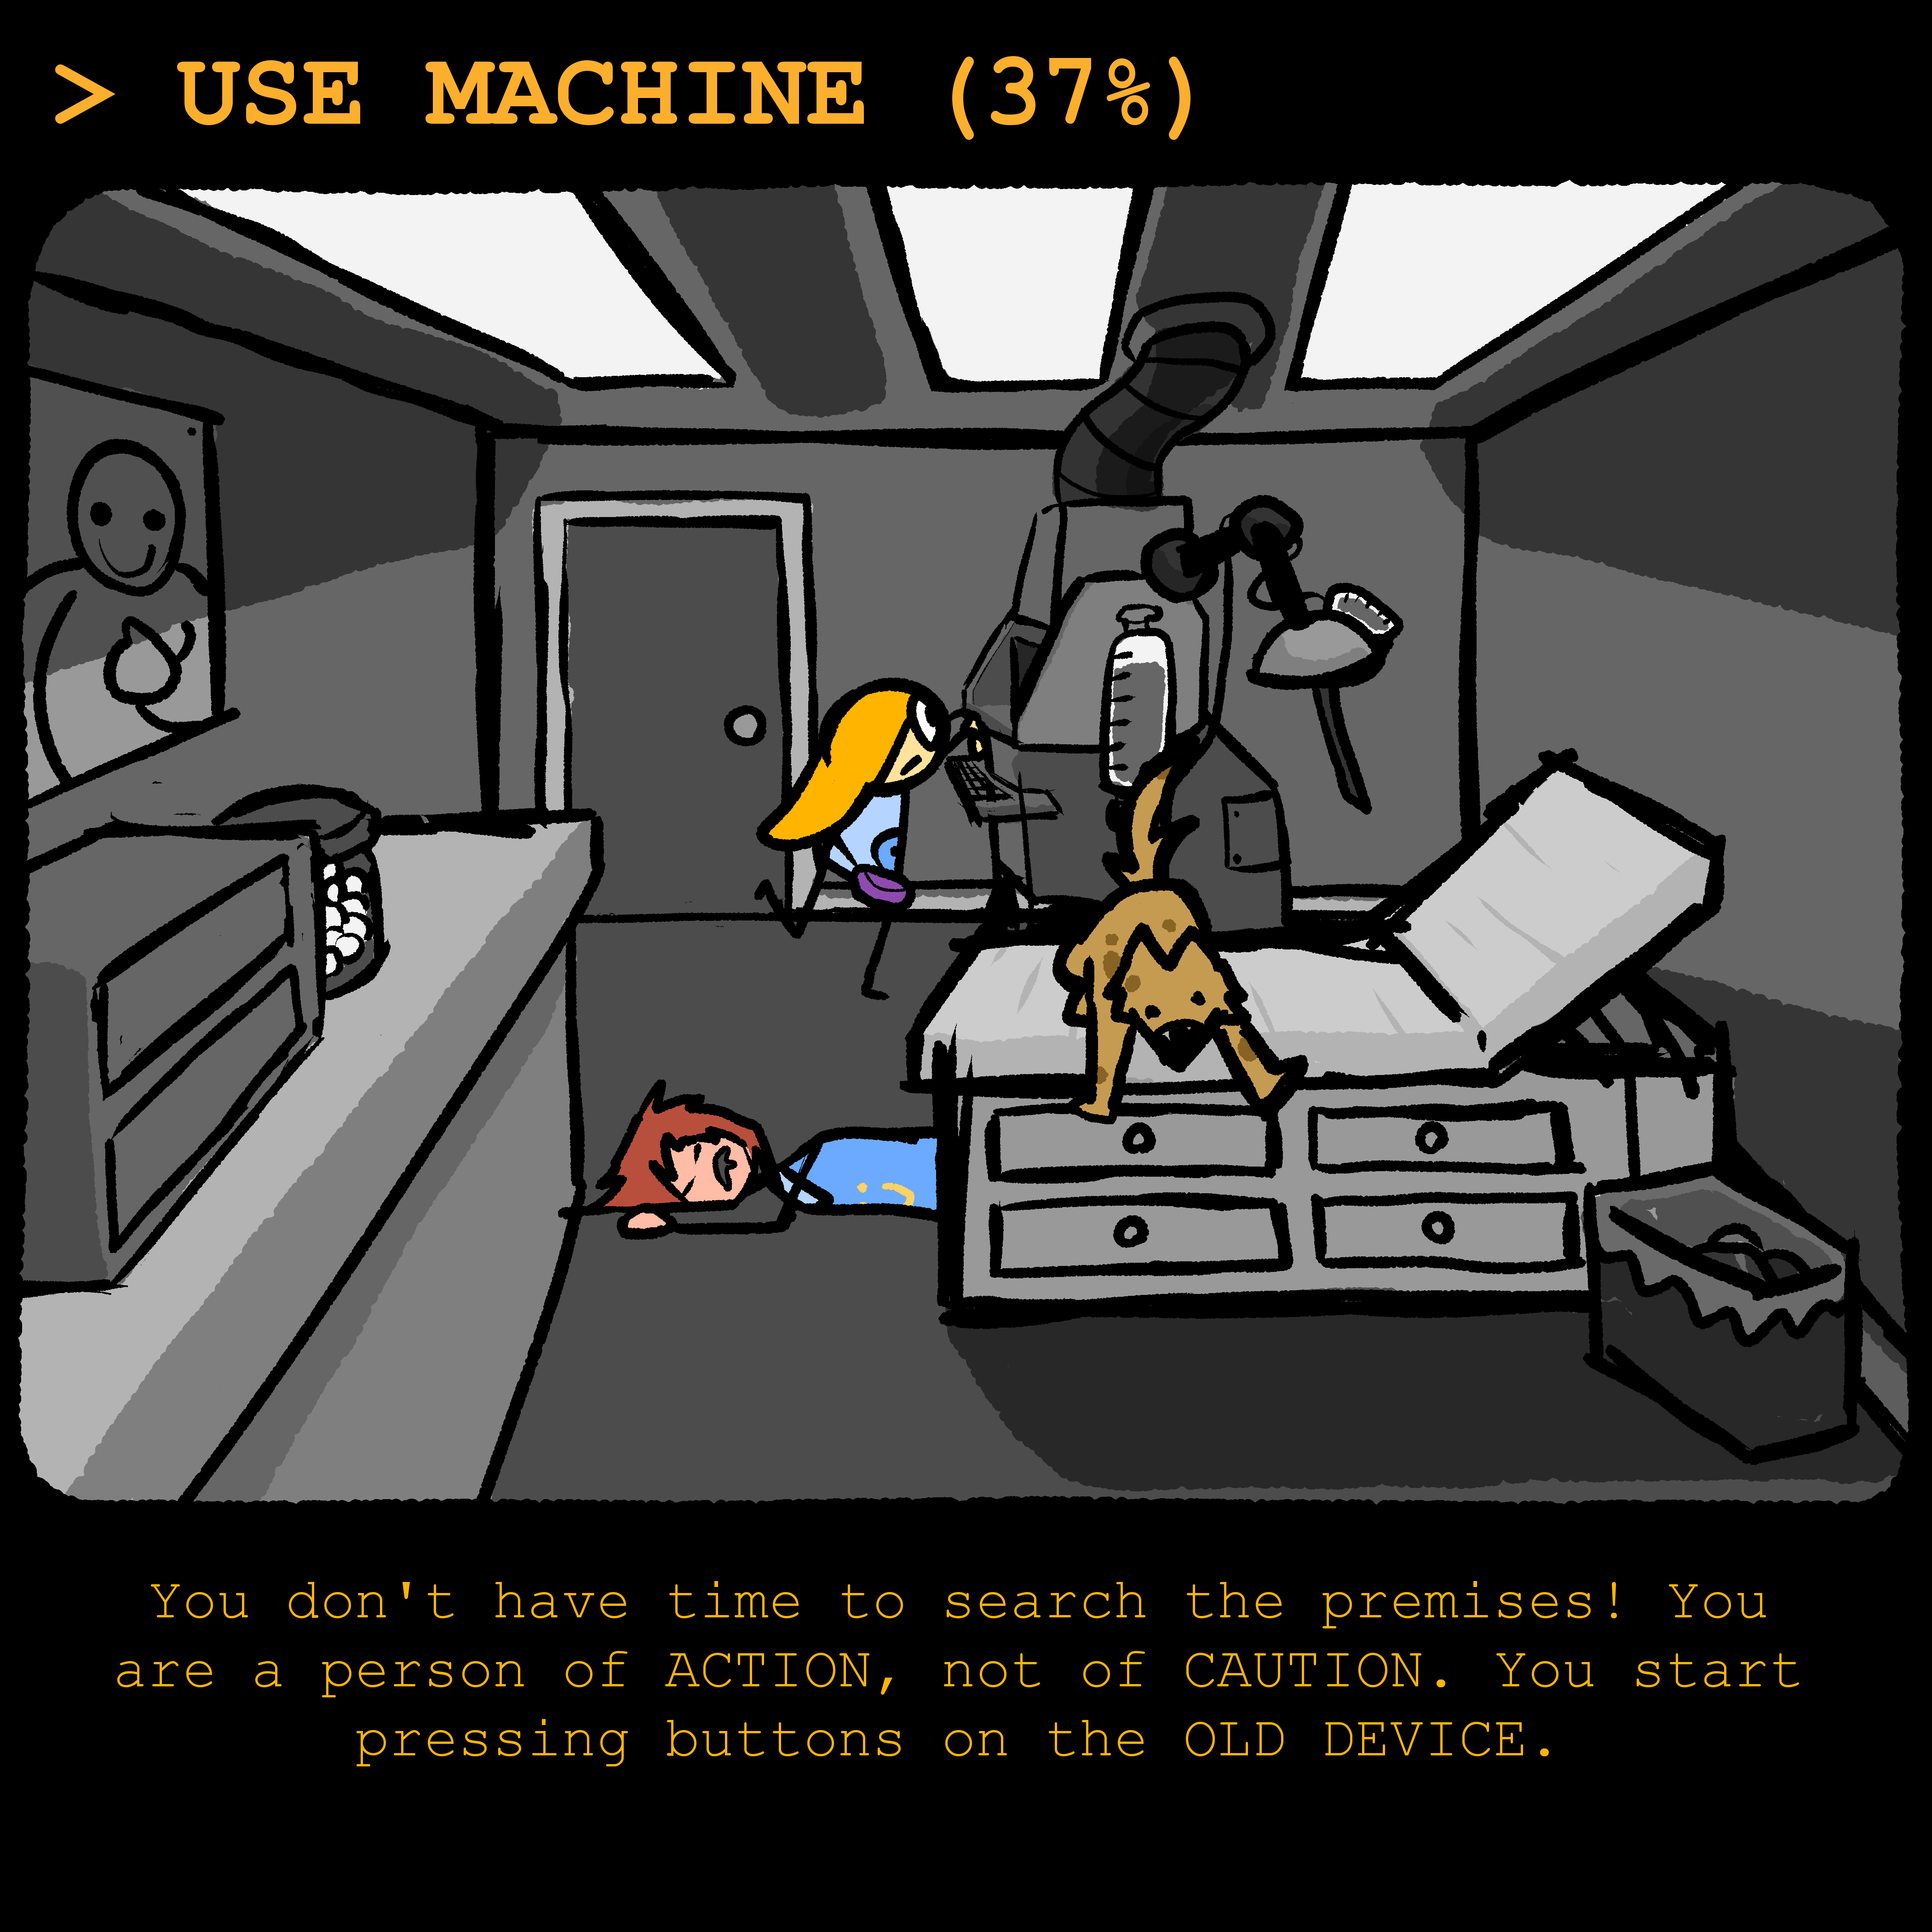 > USE MACHINE (37%)
You don't have time to search the premises! You
are a person of ACTION, not of CAUTION. You start
pressing buttons on the OLD DEVICE.